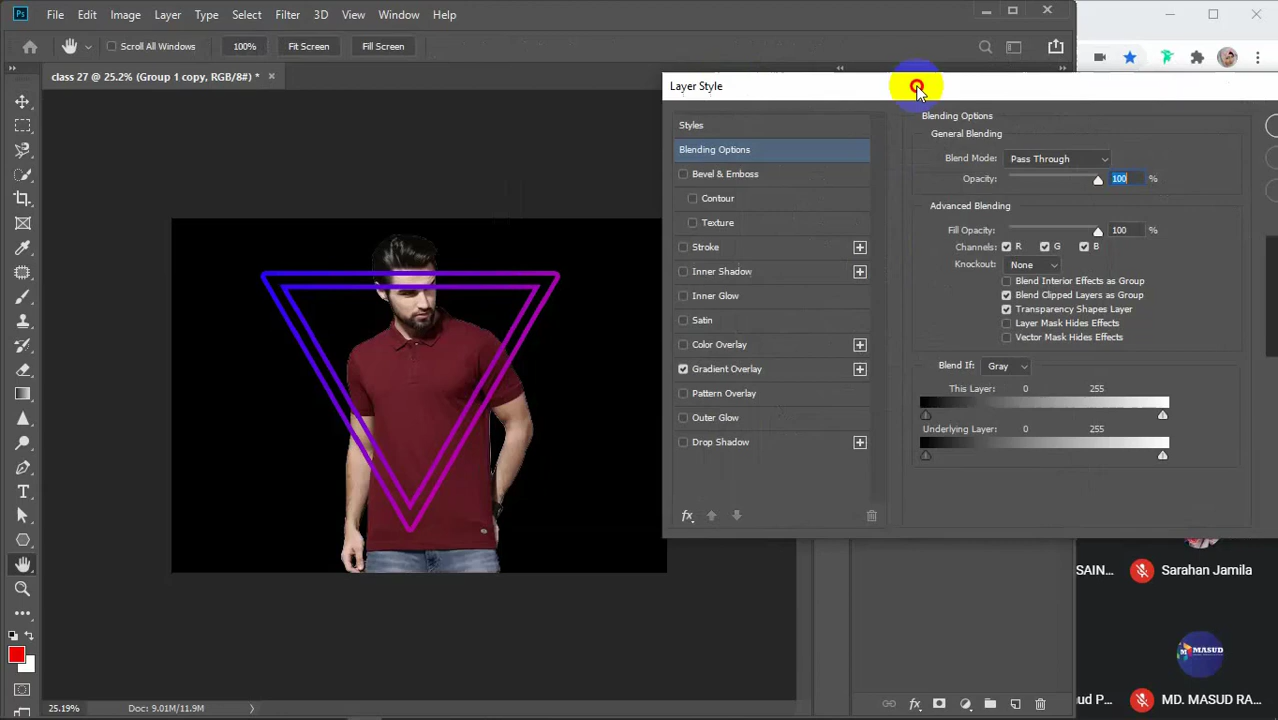 Ps File Edit Image Layer Type Select Filter 3D View Window Help
Scroll All Windows 100% Fit Screen Fill Screen
class 27 @ 25.2% (Group 1 copy, RGB/8#) *
Layer Style
Styles
Blending Options
Bevel & Emboss
Contour
Texture
Stroke
Inner Shadow
Inner Glow
Satin
Color Overlay
Gradient Overlay
Pattern Overlay
Outer Glow
Drop Shadow
fx
Blending Options
General Blending
Blend Mode: Pass Through
Opacity: 100 %
Advanced Blending
Fill Opacity: 100 %
Channels: R G B
Knockout: None
Blend Interior Effects as Group
Blend Clipped Layers as Group
Transparency Shapes Layer
Layer Mask Hides Effects
Vector Mask Hides Effects
Blend If: Gray
This Layer: 0 255
Underlying Layer: 0 255
SAIN... Sarahan Jamila
MASUD
ud P... MD. MASUD RA...
25.19% Doc: 9.01M/11.9M
fx